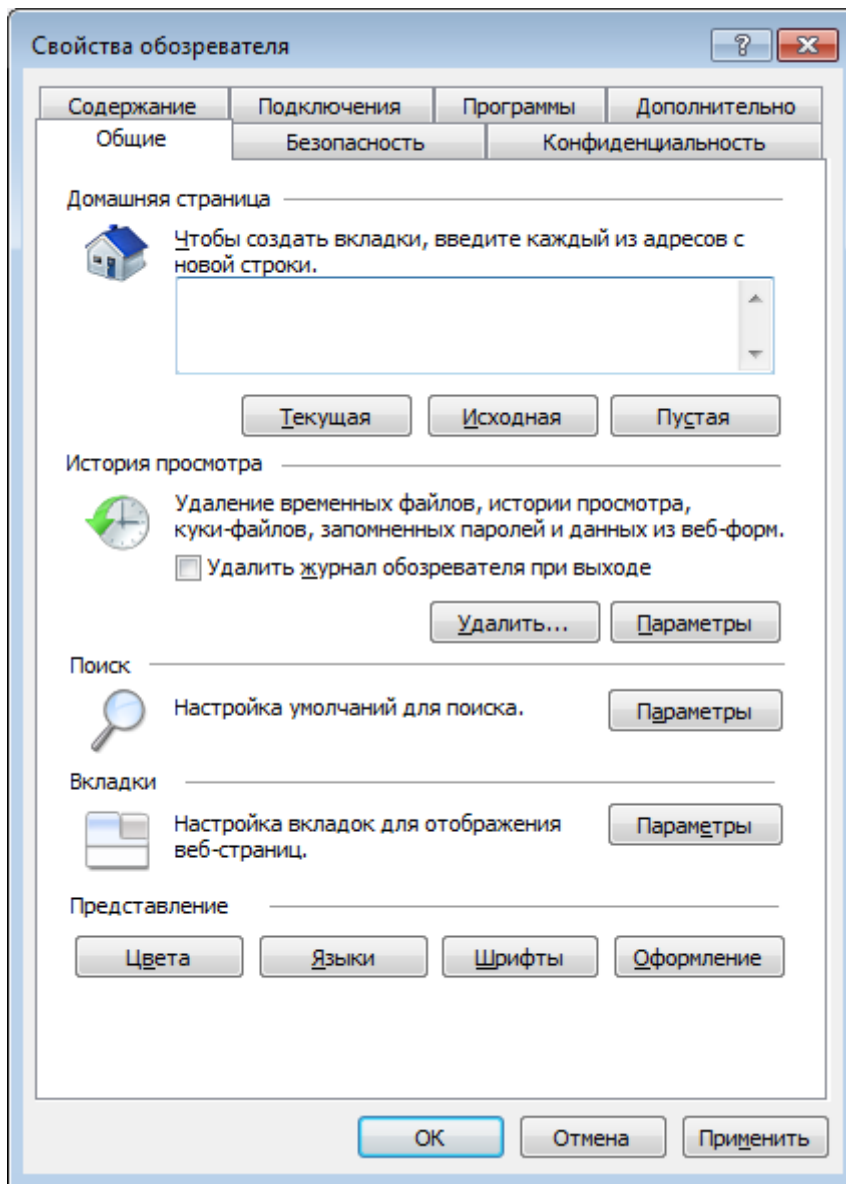 Свойства обозревателя
Содержание Подключения Программы Дополнительно
Общие Безопасность Конфиденциальность
Домашняя страница
Чтобы создать вкладки, введите каждый из адресов с
новой строки.
Текущая Исходная Пустая
История просмотра
Удаление временных файлов, истории просмотра,
куки-файлов, запомненных паролей и данных из веб-форм.
Удалить журнал обозревателя при выходе
Удалить... Параметры
Поиск
Настройка умолчаний для поиска. Параметры
Вкладки
Настройка вкладок для отображения Параметры
веб-страниц.
Представление
Цвета Языки Шрифты Оформление
ОК Отмена Применить